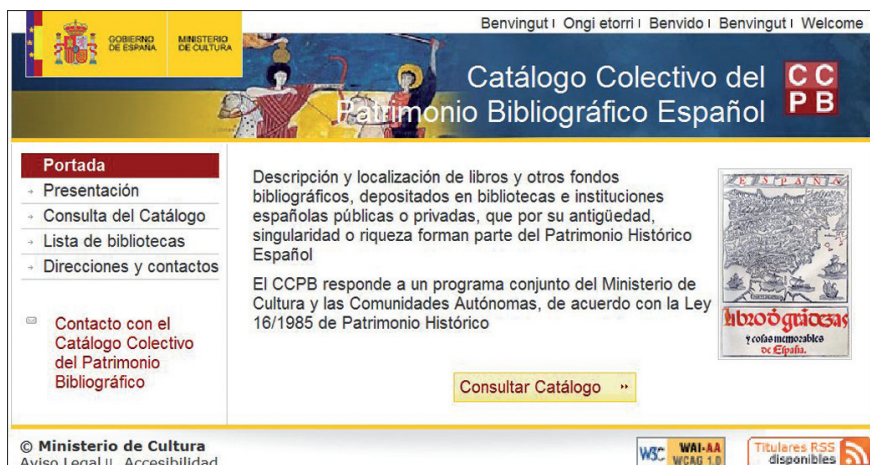 Benvingut | Ongi etorri | Benvido | Benvingut | Welcome
GOBIERNO
DE ESPAÑA
MINISTERIO
DE CULTURA
Catálogo Colectivo del
Patrimonio Bibliográfico Español
CC
PB
Portada
Presentación
Consulta del Catálogo
Lista de bibliotecas
Direcciones y contactos
Contacto con el
Catálogo Colectivo
del Patrimonio
Bibliográfico
Descripción y localización de libros y otros fondos
bibliográficos, depositados en bibliotecas e instituciones
españolas públicas o privadas, que por su antigüedad,
singularidad o riqueza forman parte del Patrimonio Histórico
Español
El CCPB responde a un programa conjunto del Ministerio de
Cultura y las Comunidades Autónomas, de acuerdo con la Ley
16/1985 de Patrimonio Histórico
Consultar Catálogo
ESPAÑA
libro đ grãdezas
y cosas memorables
de España.
© Ministerio de Cultura
Aviso Legal | Accesibilidad
W3C WAI-AA
WCAG 1.0
Titulares RSS
disponibles